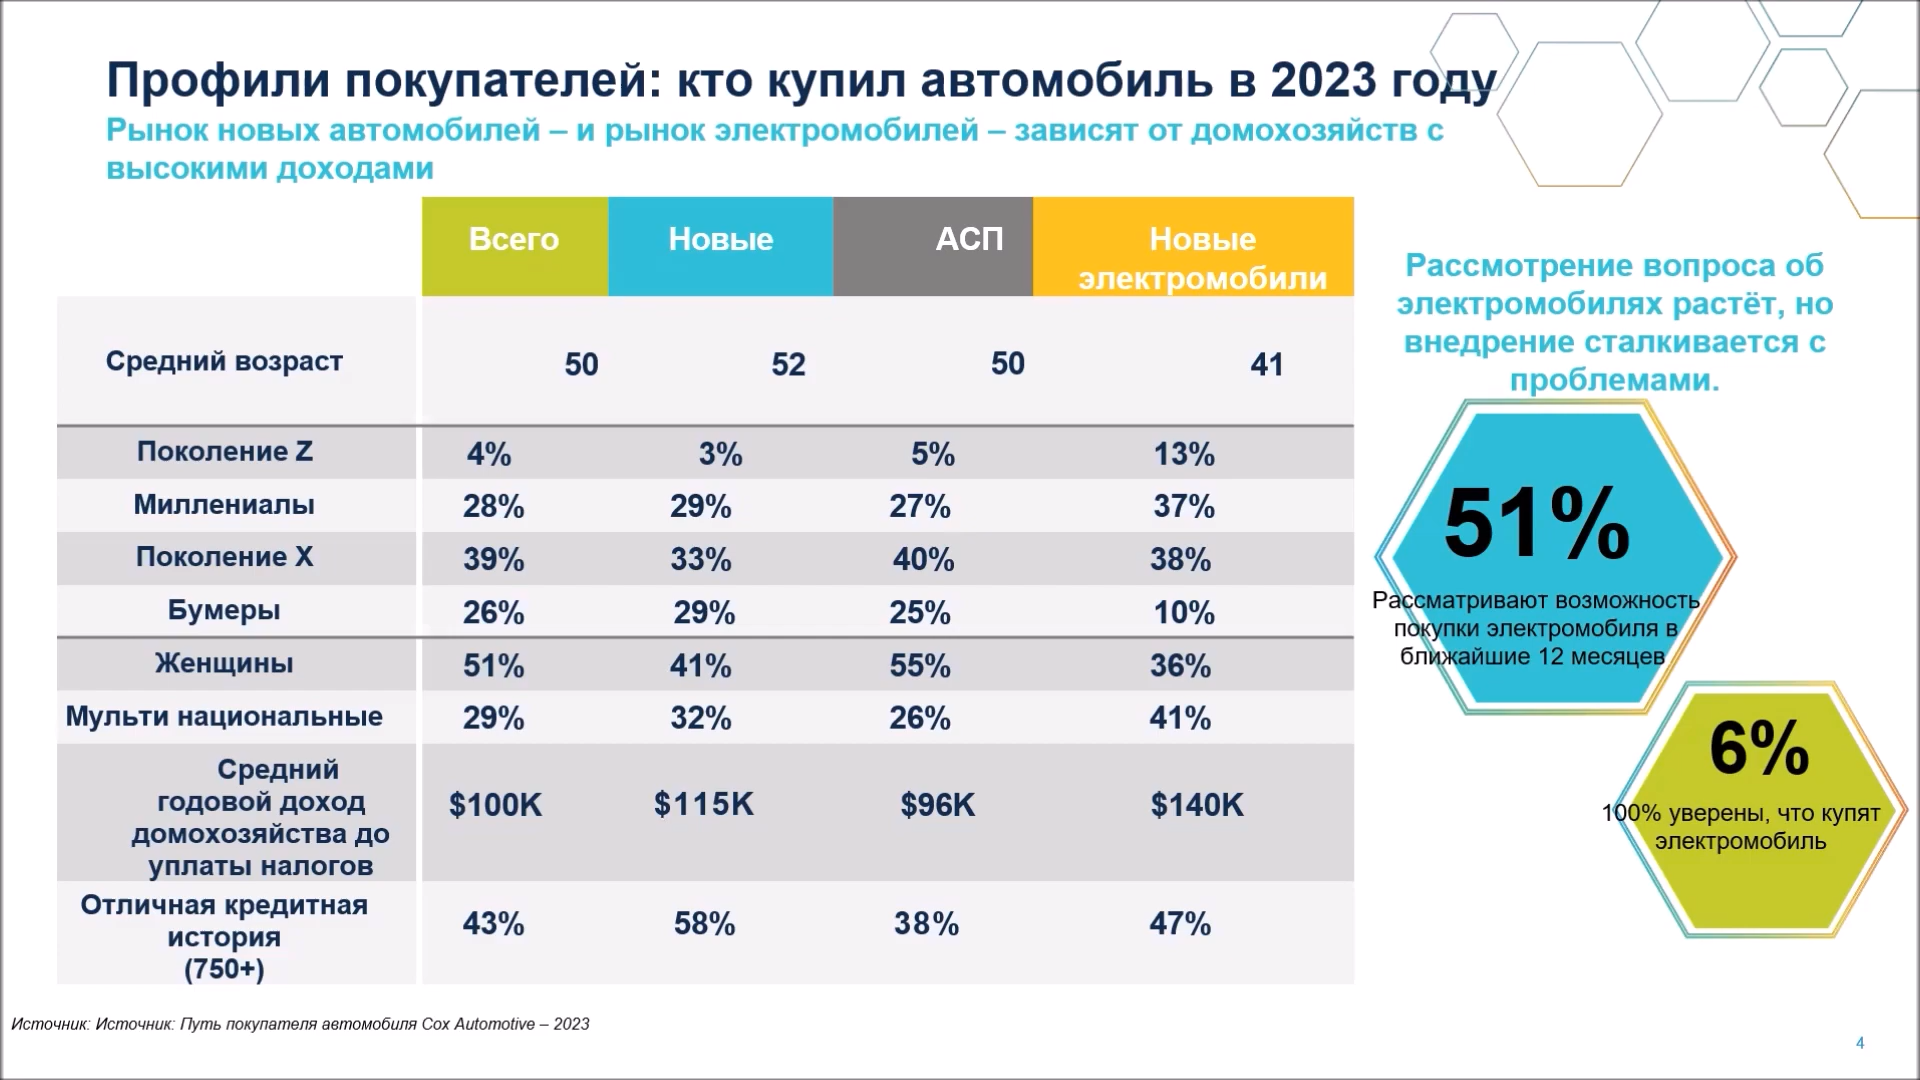 Профили покупателей: кто купил автомобиль в 2023 году
Рынок новых автомобилей – и рынок электромобилей – зависят от домохозяйств с
высокими доходами
Всего Новые АСП Новые
электромобили
Средний возраст 50 52 50 41
Поколение Z 4% 3% 5% 13%
Миллениалы 28% 29% 27% 37%
Поколение X 39% 33% 40% 38%
Бумеры 26% 29% 25% 10%
Женщины 51% 41% 55% 36%
Мульти национальные 29% 32% 26% 41%
Средний
годовой доход
домохозяйства до
уплаты налогов
$100K $115K $96K $140K
Отличная кредитная
история
(750+)
43% 58% 38% 47%
Рассмотрение вопроса об
электромобилях растёт, но
внедрение сталкивается с
проблемами.
51%
Рассматривают возможность
покупки электромобиля в
ближайшие 12 месяцев
6%
100% уверены, что купят
электромобиль
Источник: Источник: Путь покупателя автомобиля Cox Automotive – 2023
4